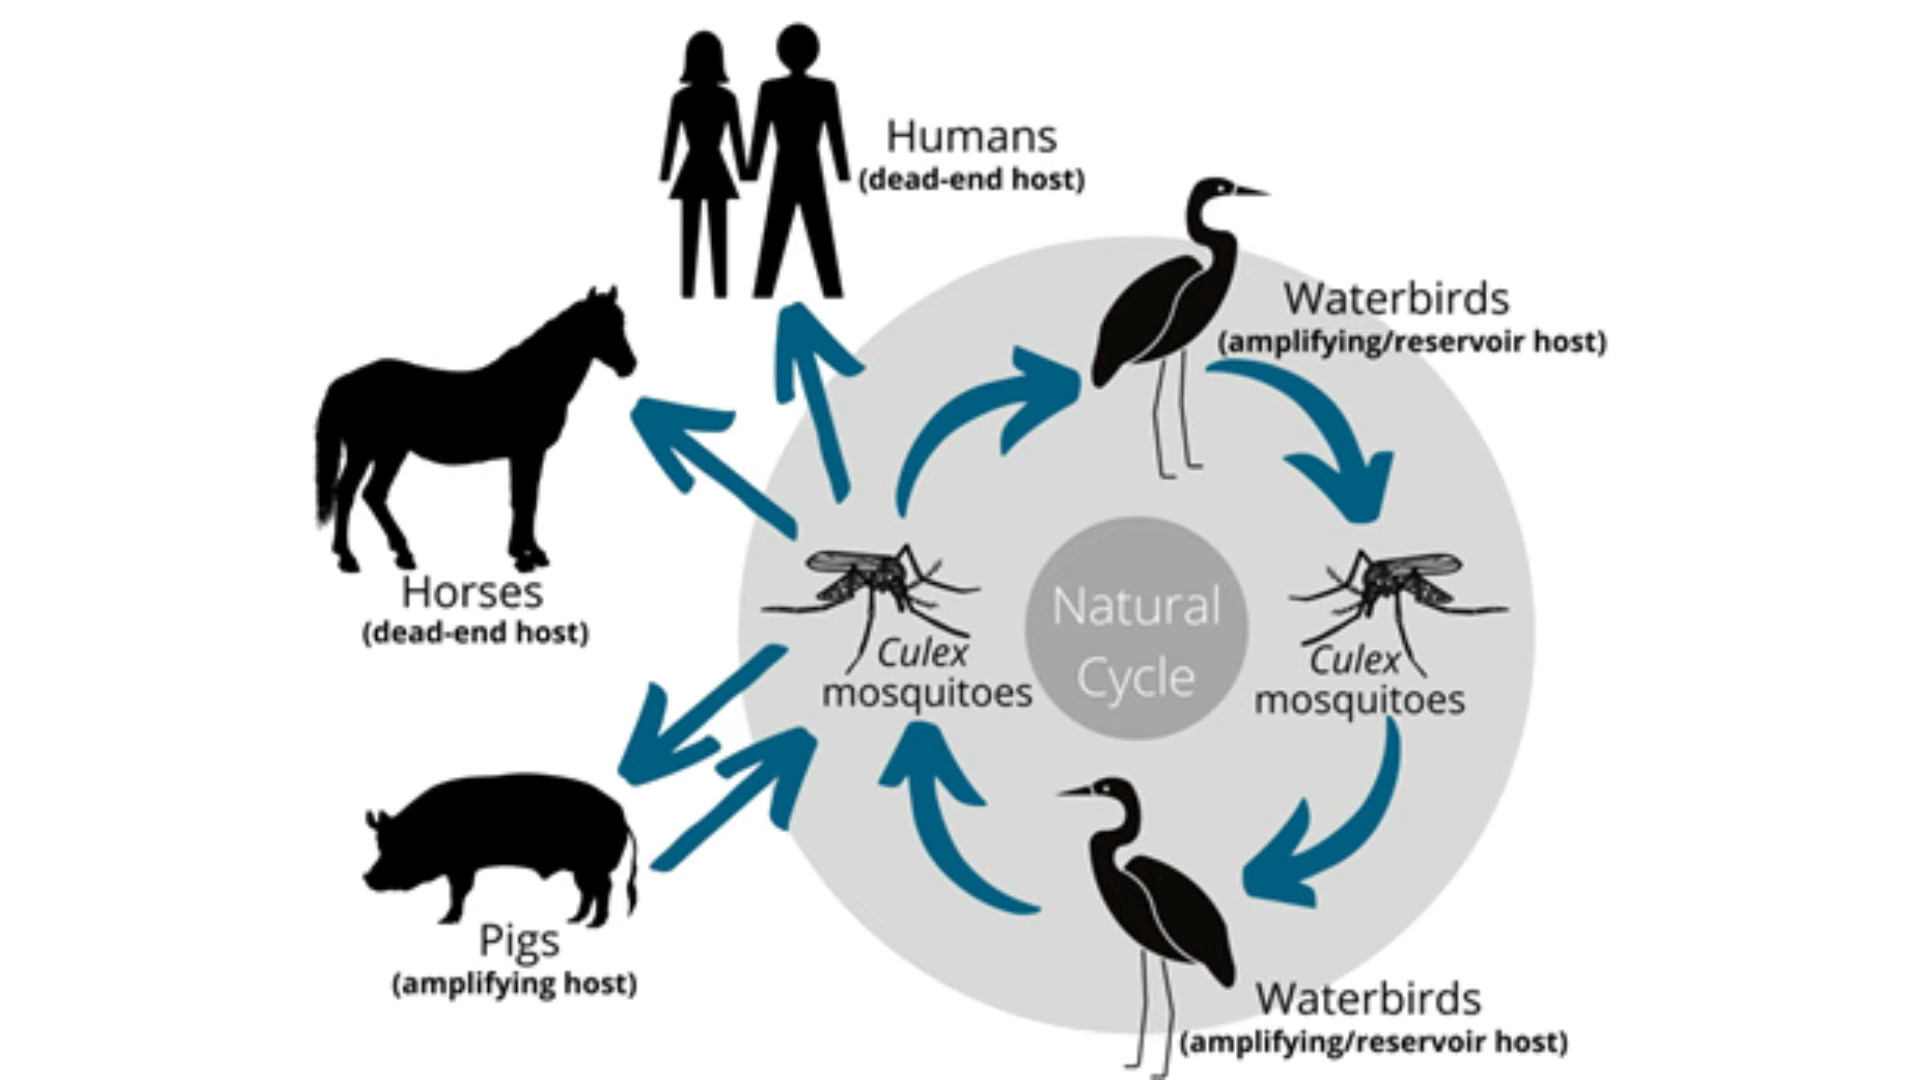 Humans
(dead-end host)
Waterbirds
(amplifying/reservoir host)
Horses
(dead-end host)
Natural
Cycle
Culex
mosquitoes
Culex
mosquitoes
Pigs
(amplifying host)
Waterbirds
(amplifying/reservoir host)